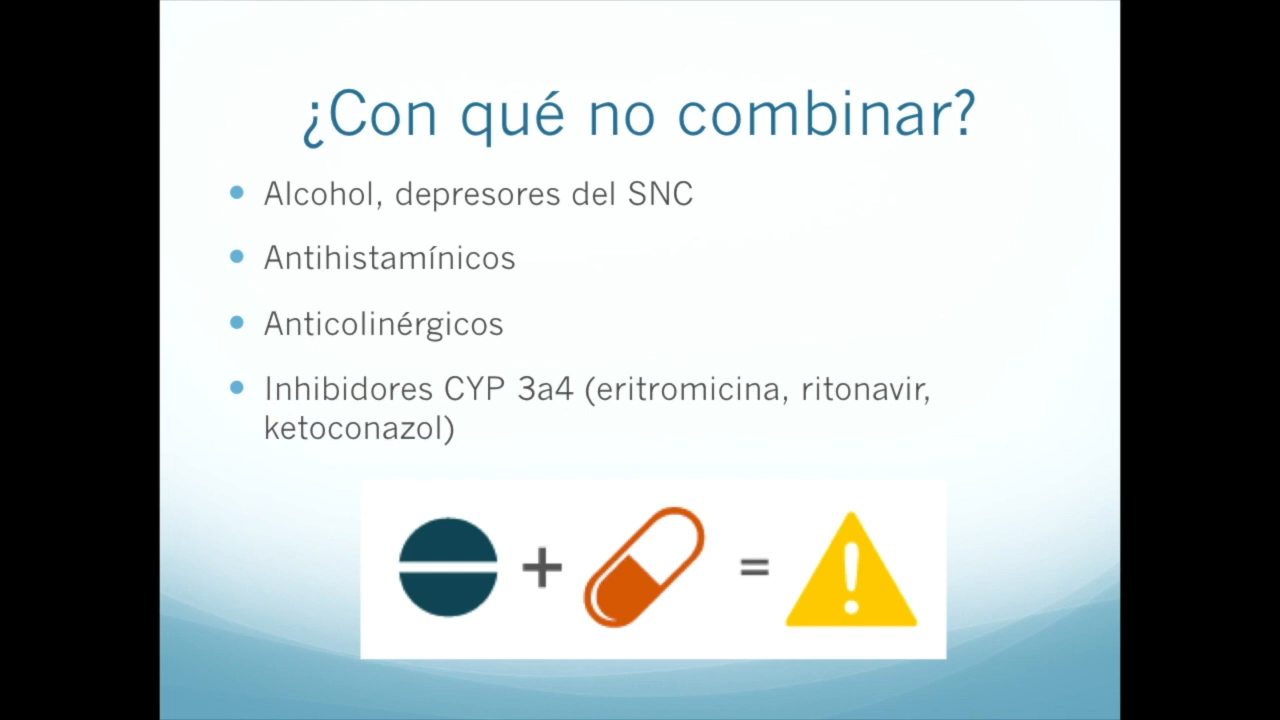 ¿Con qué no combinar?
• Alcohol, depresores del SNC
• Antihistamínicos
• Anticolinérgicos
• Inhibidores CYP 3a4 (eritromicina, ritonavir,
ketoconazol)
+ =